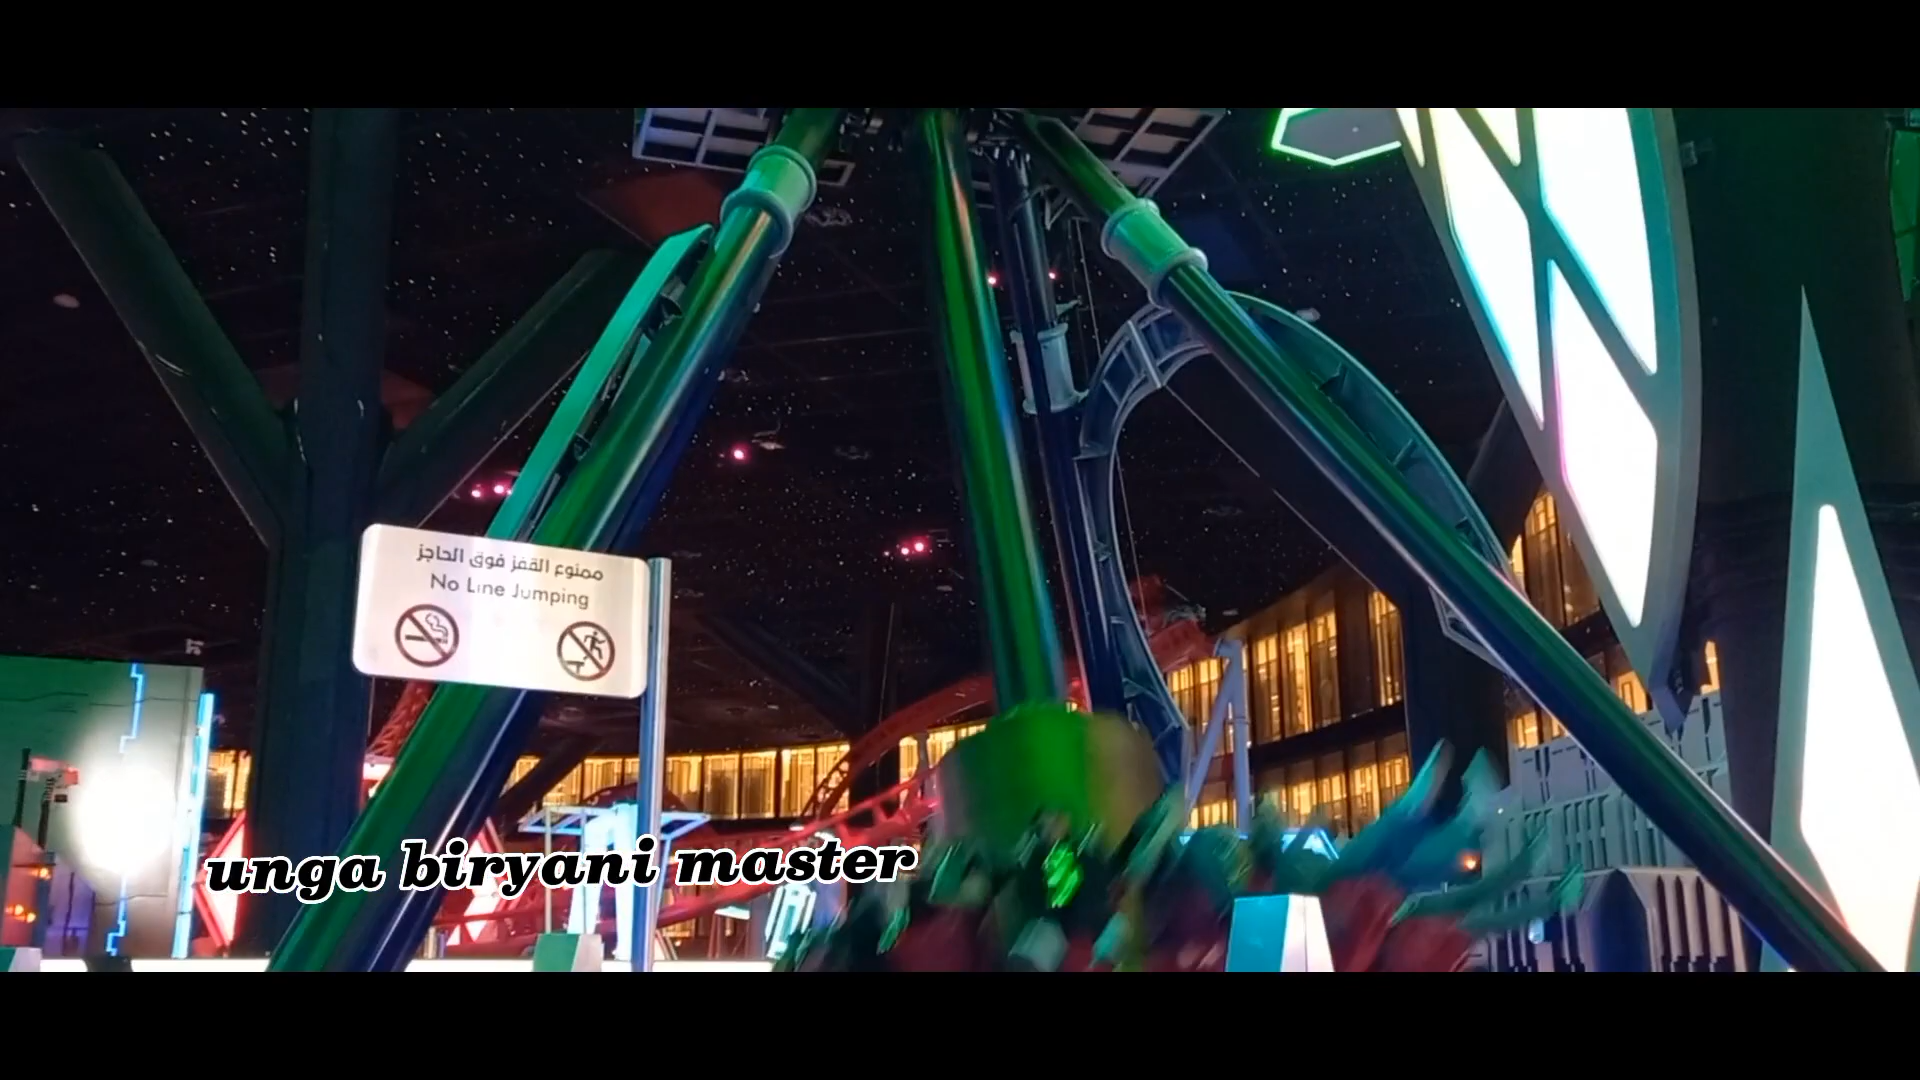 ممنوع القفز فوق الحاجز
No Line Jumping
unga biryani master